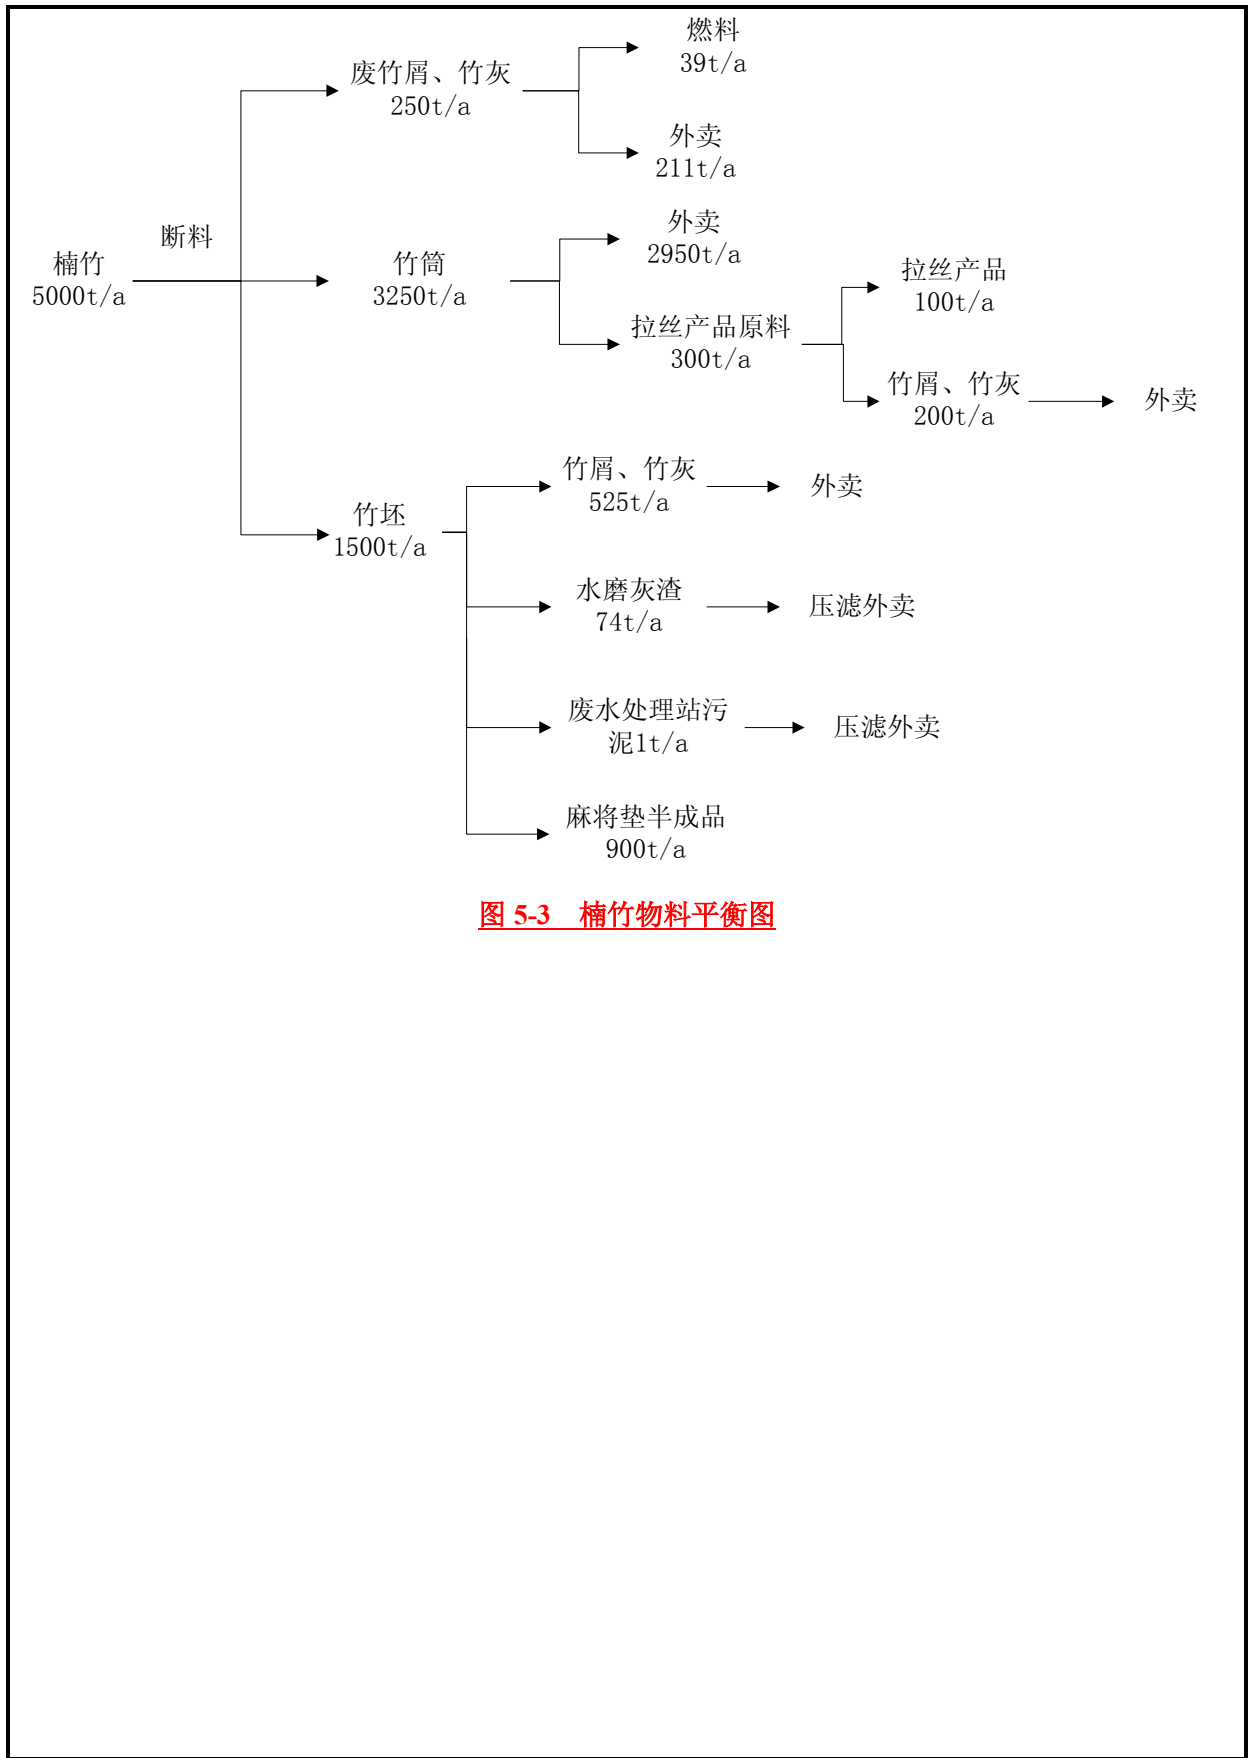 燃料
39t/a
废竹屑、竹灰
250t/a
外卖
211t/a
断料
楠竹
5000t/a
竹筒
3250t/a
外卖
2950t/a
拉丝产品原料
300t/a
拉丝产品
100t/a
竹屑、竹灰
200t/a
外卖
竹坯
1500t/a
竹屑、竹灰
525t/a
外卖
水磨灰渣
74t/a
压滤外卖
废水处理站污
泥1t/a
压滤外卖
麻将垫半成品
900t/a
图 5-3 楠竹物料平衡图